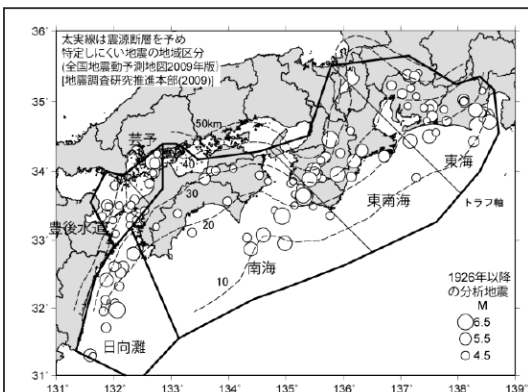 太実線は震源断層を予め
特定しにくい地震の地域区分
(全国地震動予測地図2009年版)
[地震調査研究推進本部(2009)]
36˚
35˚
34˚
33˚
32˚
31˚
50km
40
30
20
10
芸予
豊後水道
日向灘
南海
東南海
東海
トラフ軸
1926年以降
の分析地震
M
6.5
5.5
4.5
131˚ 132˚ 133˚ 134˚ 135˚ 136˚ 137˚ 138˚ 139˚